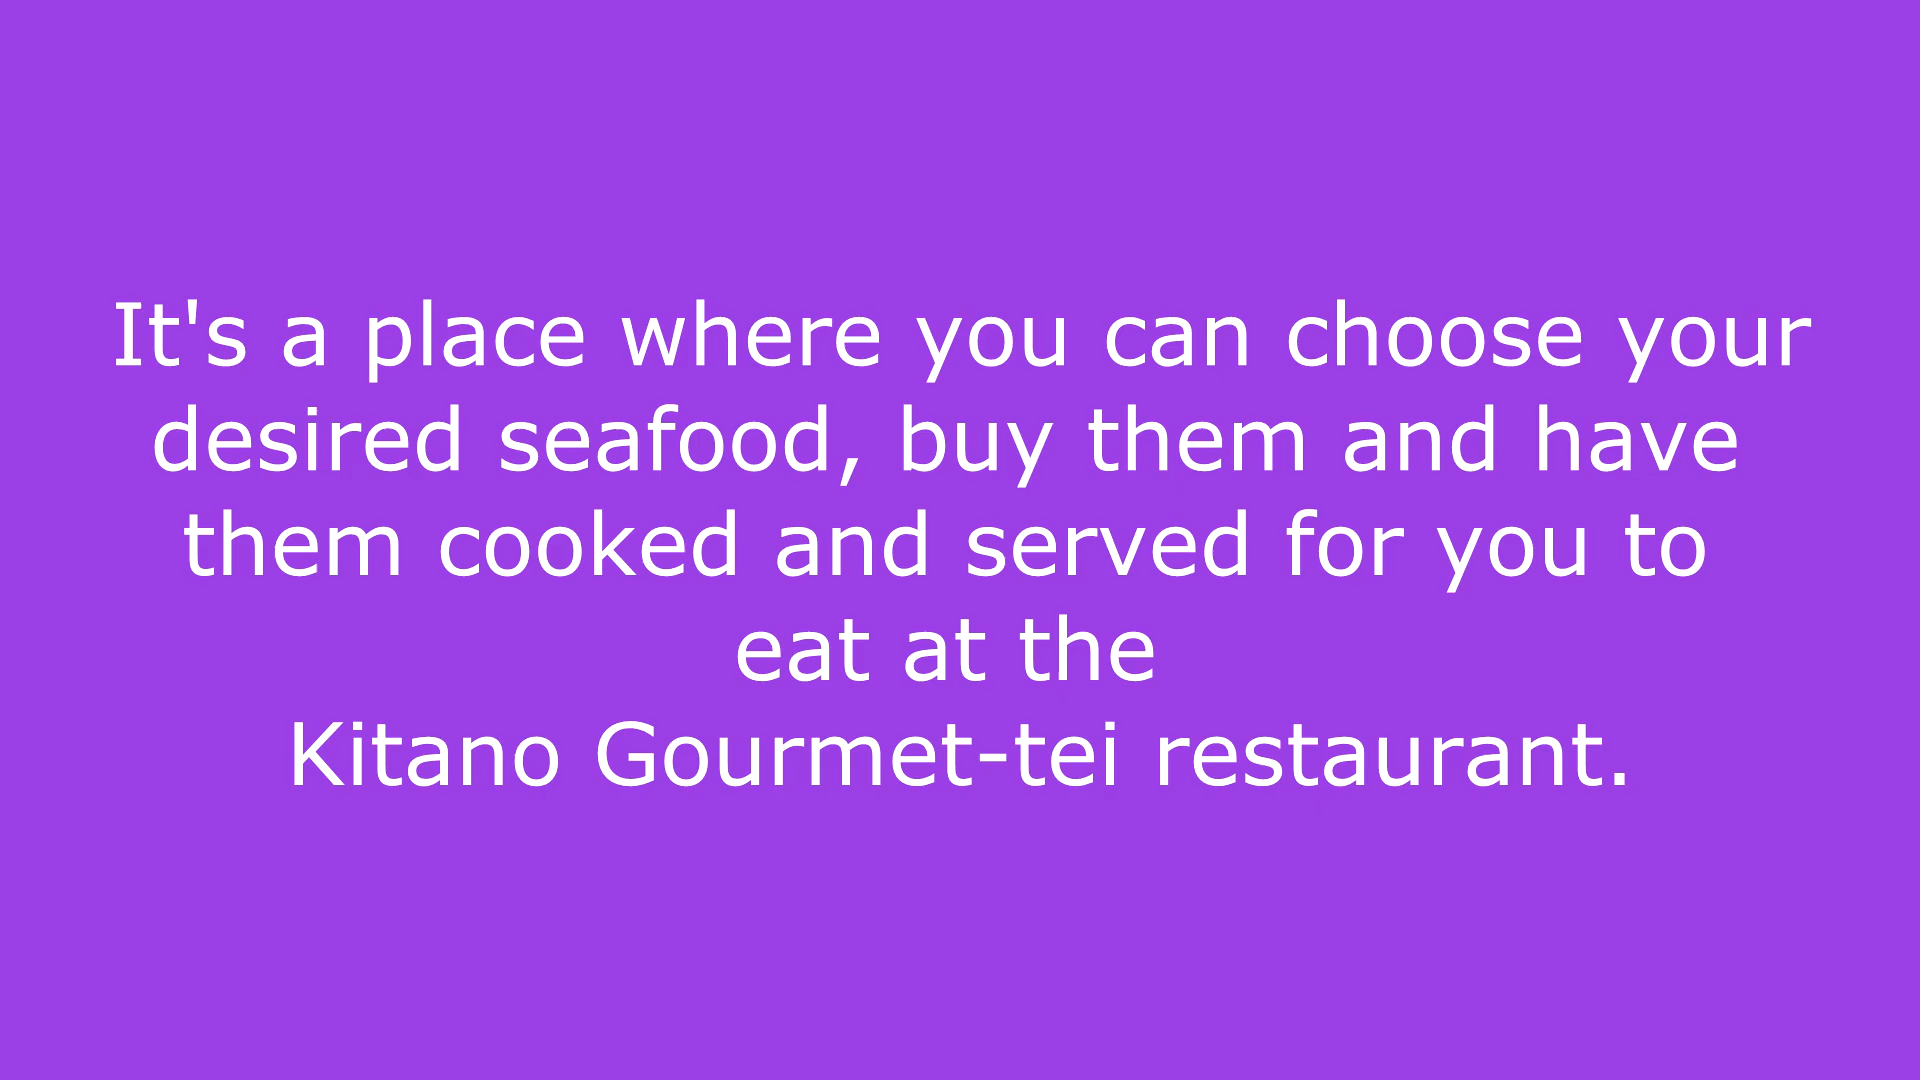 It's a place where you can choose your
desired seafood, buy them and have
them cooked and served for you to
eat at the
Kitano Gourmet-tei restaurant.